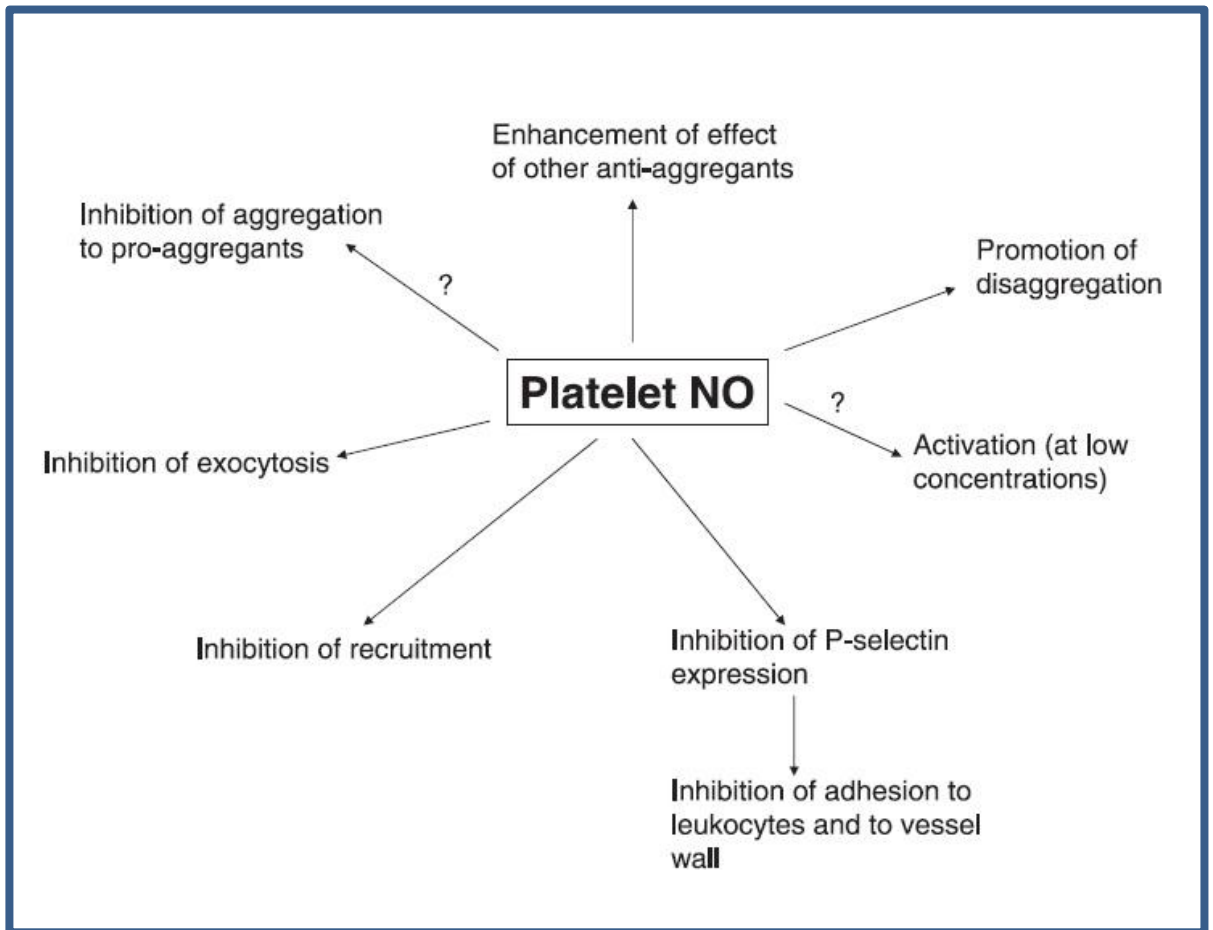 Enhancement of effect
of other anti-aggregants
Inhibition of aggregation
to pro-aggregants
?
Promotion of
disaggregation
Platelet NO
?
Activation (at low
concentrations)
Inhibition of exocytosis
Inhibition of recruitment
Inhibition of P-selectin
expression
Inhibition of adhesion to
leukocytes and to vessel
wall